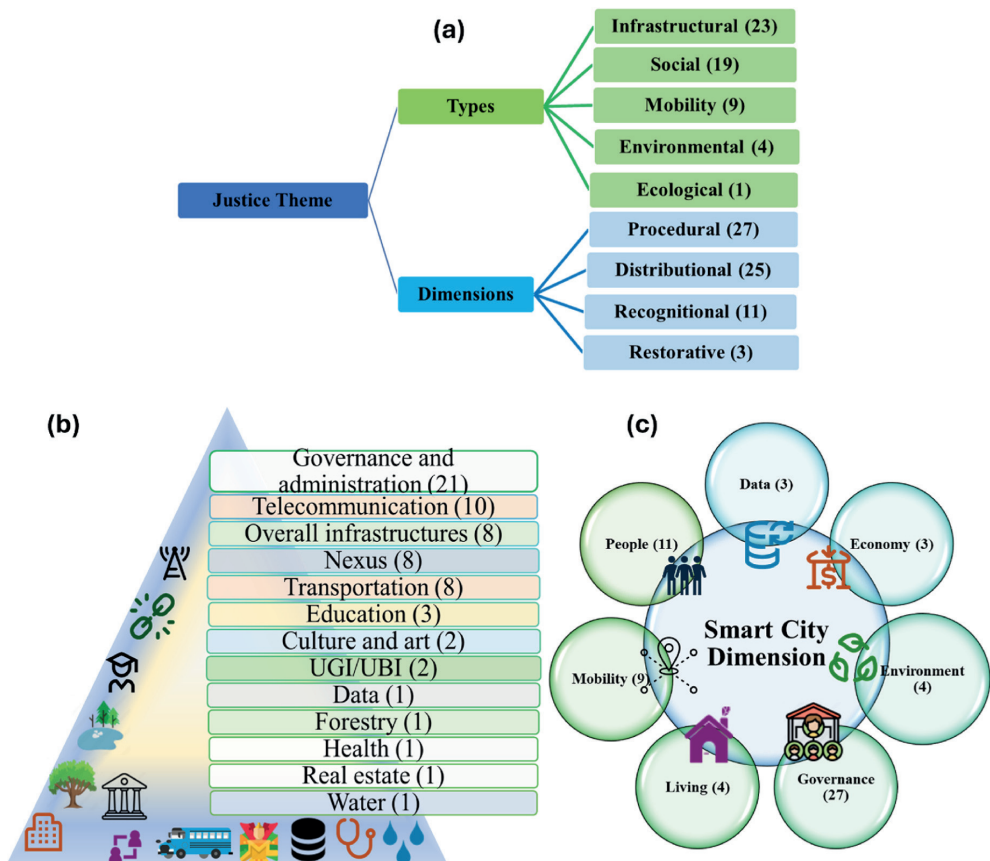 (a)
Justice Theme
Types
Infrastructural (23)
Social (19)
Mobility (9)
Environmental (4)
Ecological (1)
Dimensions
Procedural (27)
Distributional (25)
Recognitional (11)
Restorative (3)
(b)
Governance and
administration (21)
Telecommunication (10)
Overall infrastructures (8)
Nexus (8)
Transportation (8)
Education (3)
Culture and art (2)
UGI/UBI (2)
Data (1)
Forestry (1)
Health (1)
Real estate (1)
Water (1)
(c)
Smart City
Dimension
Data (3)
Economy (3)
Environment
(4)
Governance
(27)
Living (4)
Mobility (9)
People (11)